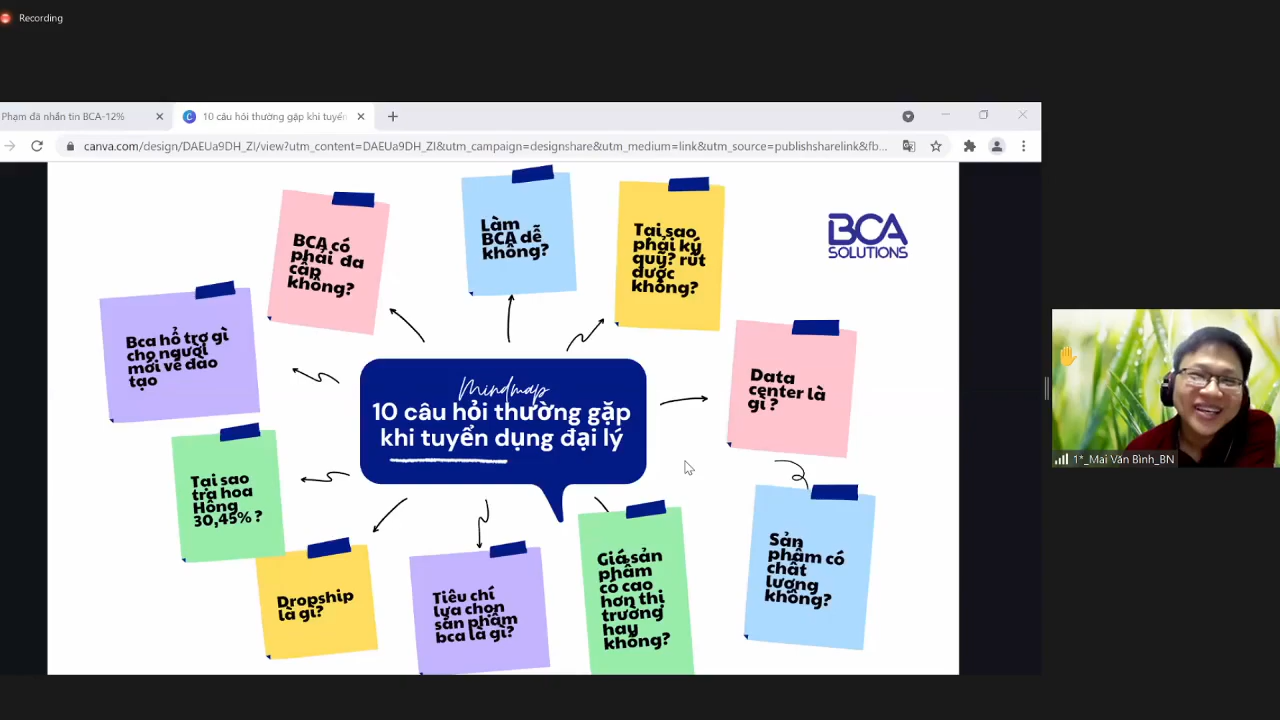 Recording
Phạm đã nhắn tin BCA-12%
10 câu hỏi thường gặp khi tuyển
canva.com/design/DAEUa9DH_ZI/view?utm_content=DAEUa9DH_ZI&utm_campaign=designshare&utm_medium=link&utm_source=publishsharelink&fb...
BCA có
phải đa
cấp
không?
Làm
BCA dễ
không?
Tại sao
phải ký
quỹ? rút
được
không?
BCA
SOLUTIONS
Bca hỗ trợ gì
cho người
mới về đào
tạo
Data
center là
gì ?
Mindmap
10 câu hỏi thường gặp
khi tuyển dụng đại lý
Tại sao
trả hoa
Hồng
30,45% ?
Sản
phẩm có
chất
lượng
không?
Dropship
là gì?
Tiêu chí
lựa chọn
sản phẩm
bca là gì?
Giá sản
phẩm
có cao
hơn thị
trường
hay
không?
1*_Mai Văn Bình_BN